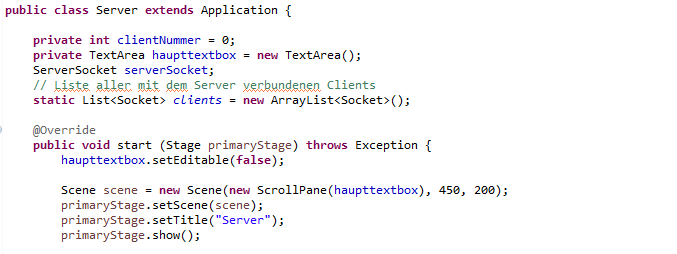 public class Server extends Application {
private int clientNummer = 0;
private TextArea haupttextbox = new TextArea();
ServerSocket serverSocket;
// Liste aller mit dem Server verbundenen Clients
static List<Socket> clients = new ArrayList<Socket>();
@Override
public void start (Stage primaryStage) throws Exception {
haupttextbox.setEditable(false);
Scene scene = new Scene(new ScrollPane(haupttextbox), 450, 200);
primaryStage.setScene(scene);
primaryStage.setTitle("Server");
primaryStage.show();